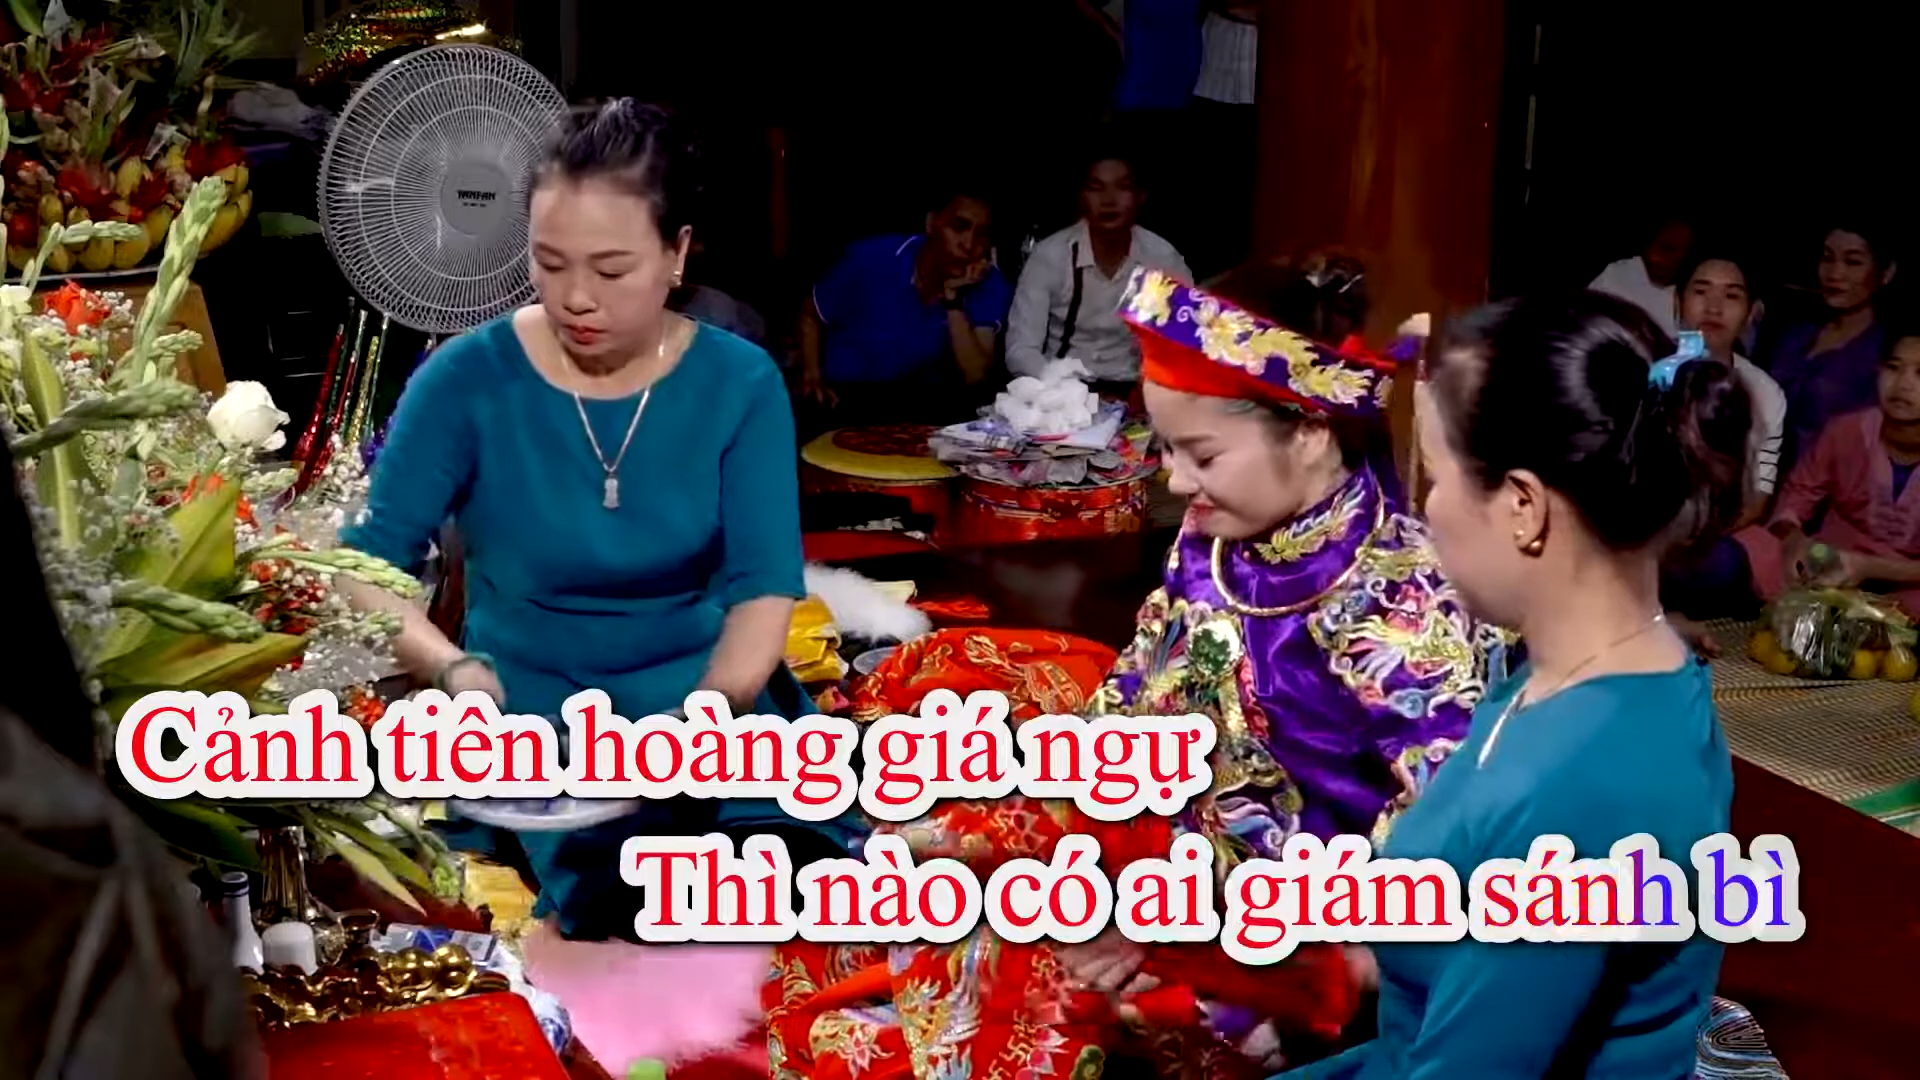 Cảnh tiên hoàng giá ngự
Thì nào có ai giám sánh bì